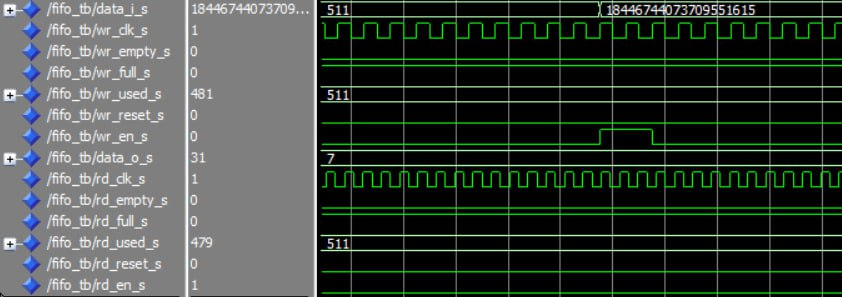 /fifo_tb/data_i_s 18446744073709... 511 18446744073709551615
/fifo_tb/wr_clk_s 1
/fifo_tb/wr_empty_s 0
/fifo_tb/wr_full_s 0
/fifo_tb/wr_used_s 481 511
/fifo_tb/wr_reset_s 0
/fifo_tb/wr_en_s 0
/fifo_tb/data_o_s 31 7
/fifo_tb/rd_clk_s 1
/fifo_tb/rd_empty_s 0
/fifo_tb/rd_full_s 0
/fifo_tb/rd_used_s 479 511
/fifo_tb/rd_reset_s 0
/fifo_tb/rd_en_s 1